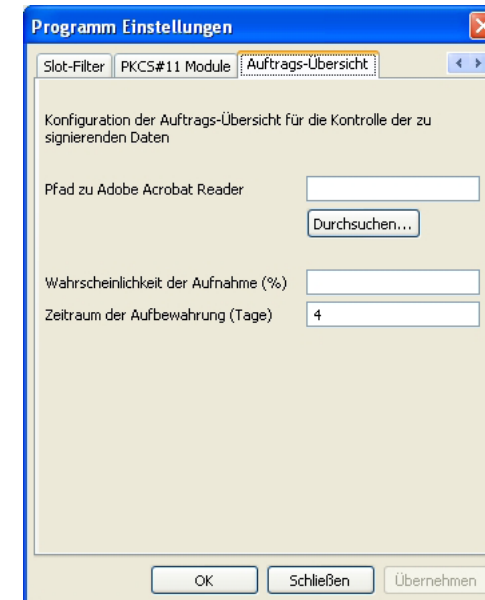 Programm Einstellungen
Slot-Filter PKCS#11 Module Auftrags-Übersicht
Konfiguration der Auftrags-Übersicht für die Kontrolle der zu
signierenden Daten
Pfad zu Adobe Acrobat Reader
Durchsuchen...
Wahrscheinlichkeit der Aufnahme (%)
Zeitraum der Aufbewahrung (Tage) 4
OK Schließen Übernehmen